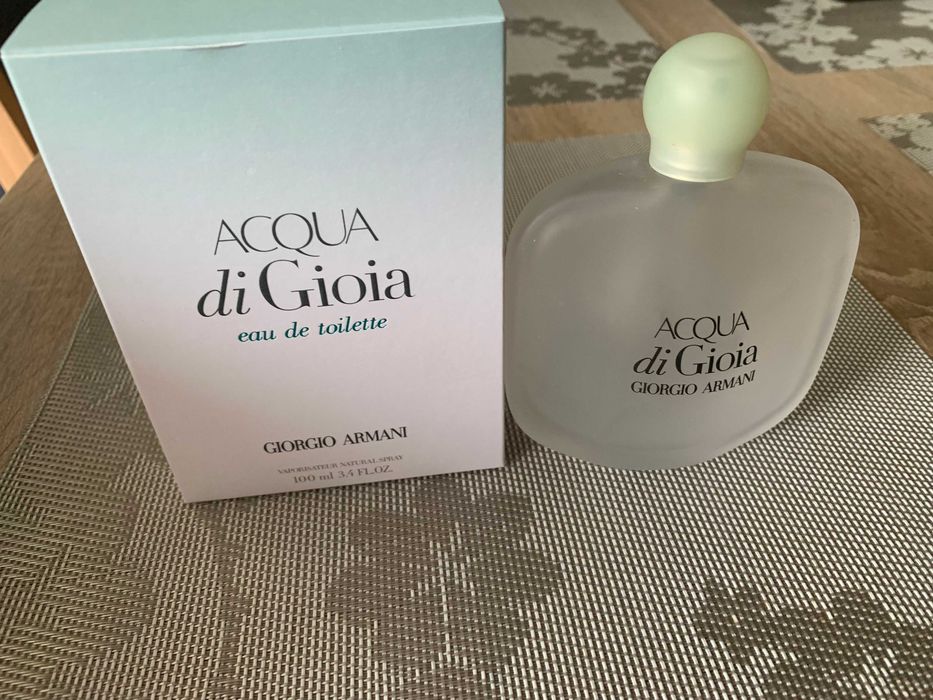 ACQUA
di Gioia
eau de toilette
GIORGIO ARMANI
VAPORISATEUR NATURAL SPRAY
100 ml 3.4 FL.OZ.
ACQUA
di Gioia
GIORGIO ARMANI